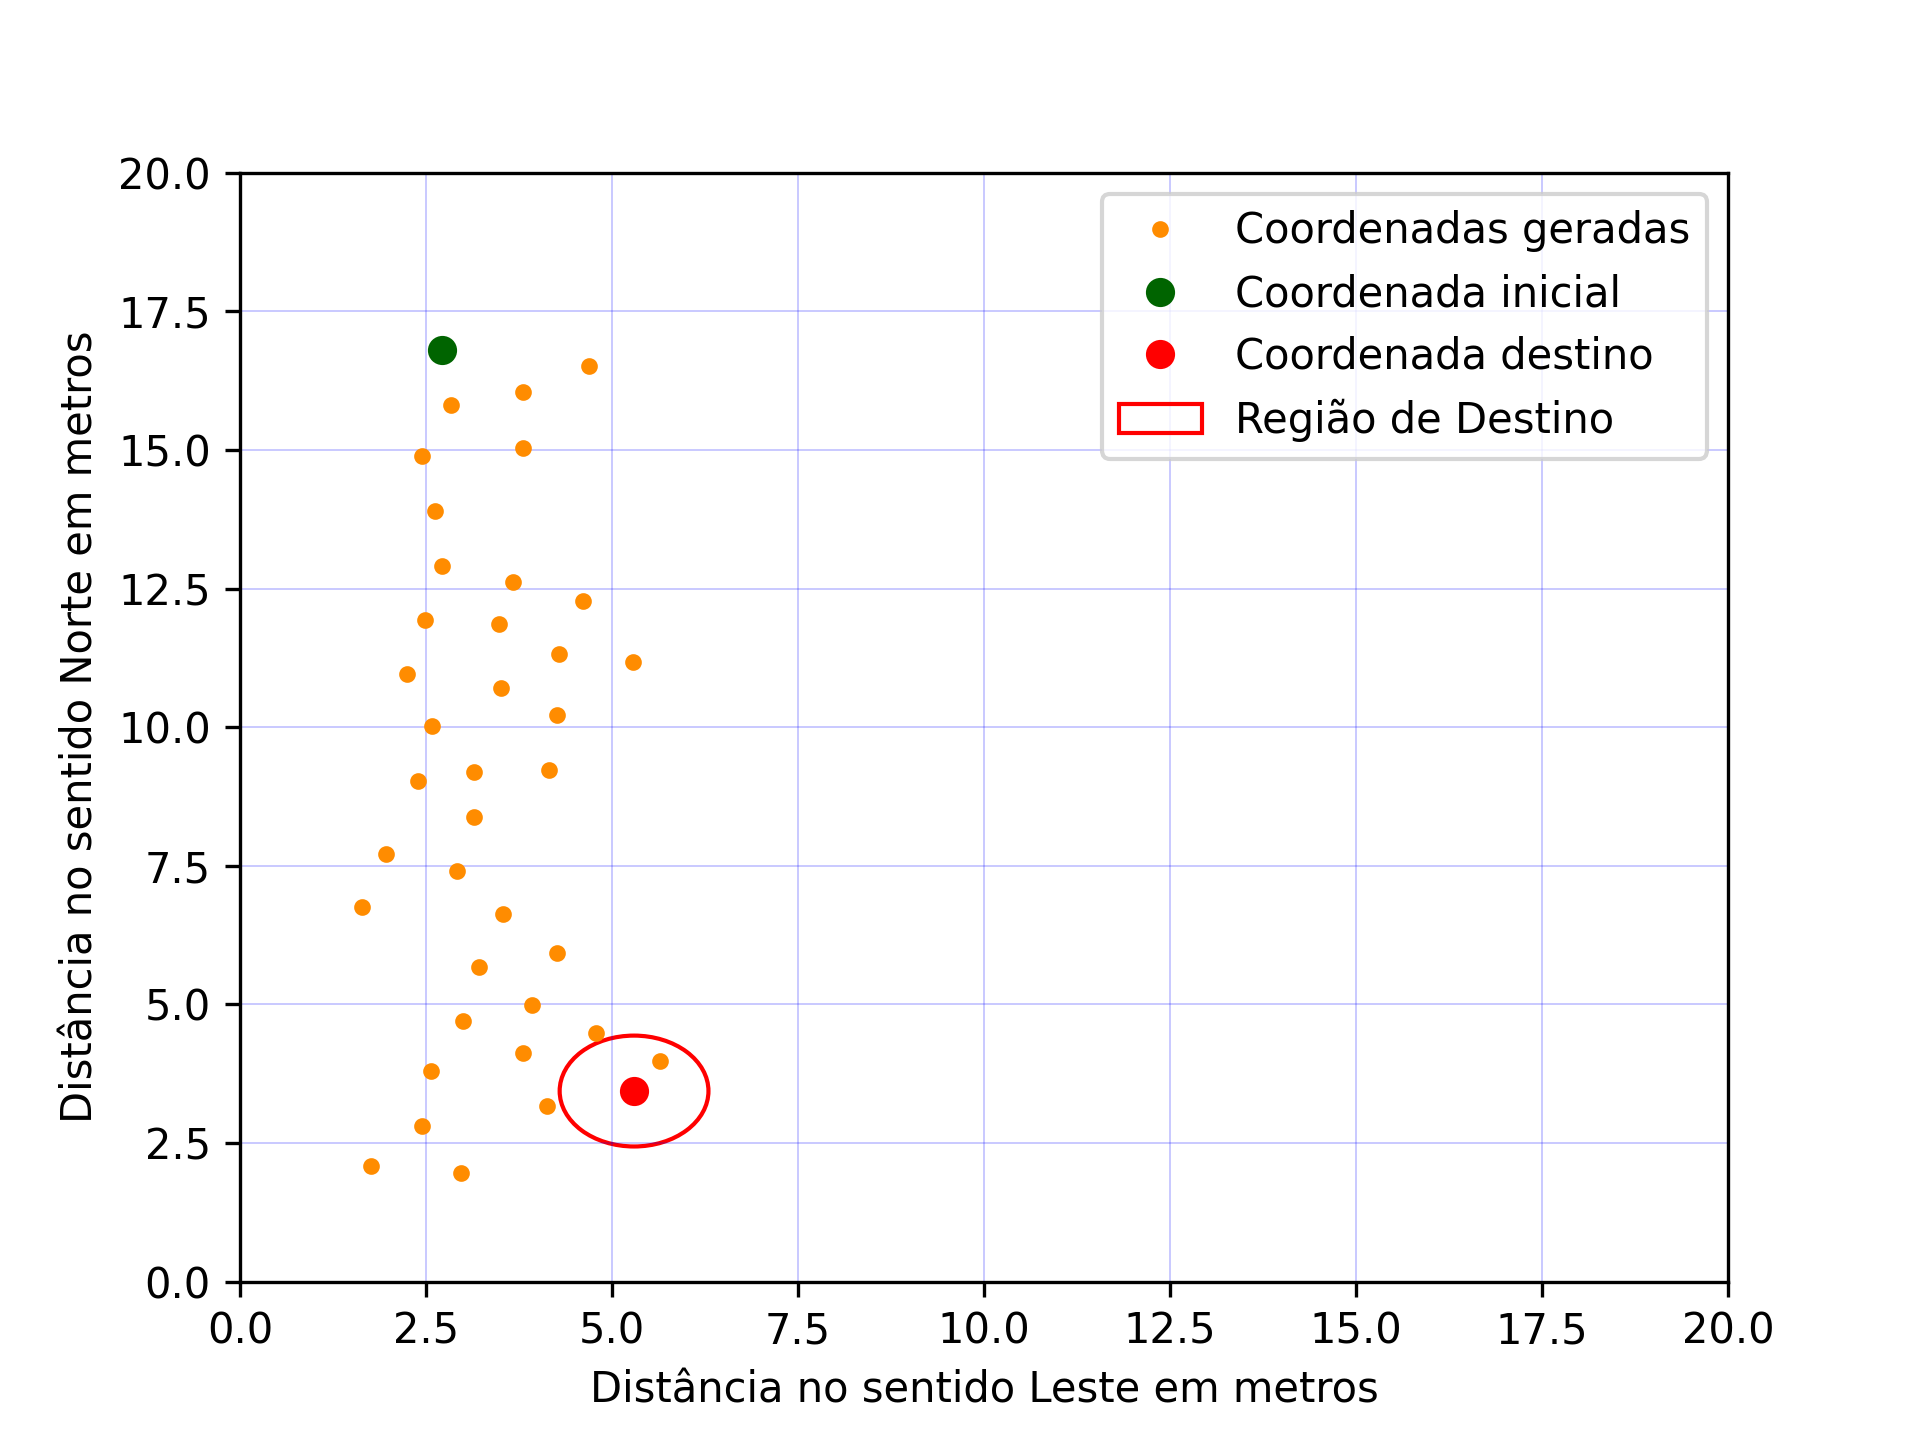 Coordenadas geradas
Coordenada inicial
Coordenada destino
Região de Destino
20.0
17.5
15.0
12.5
10.0
7.5
5.0
2.5
0.0
Distância no sentido Norte em metros
0.0 2.5 5.0 7.5 10.0 12.5 15.0 17.5 20.0
Distância no sentido Leste em metros